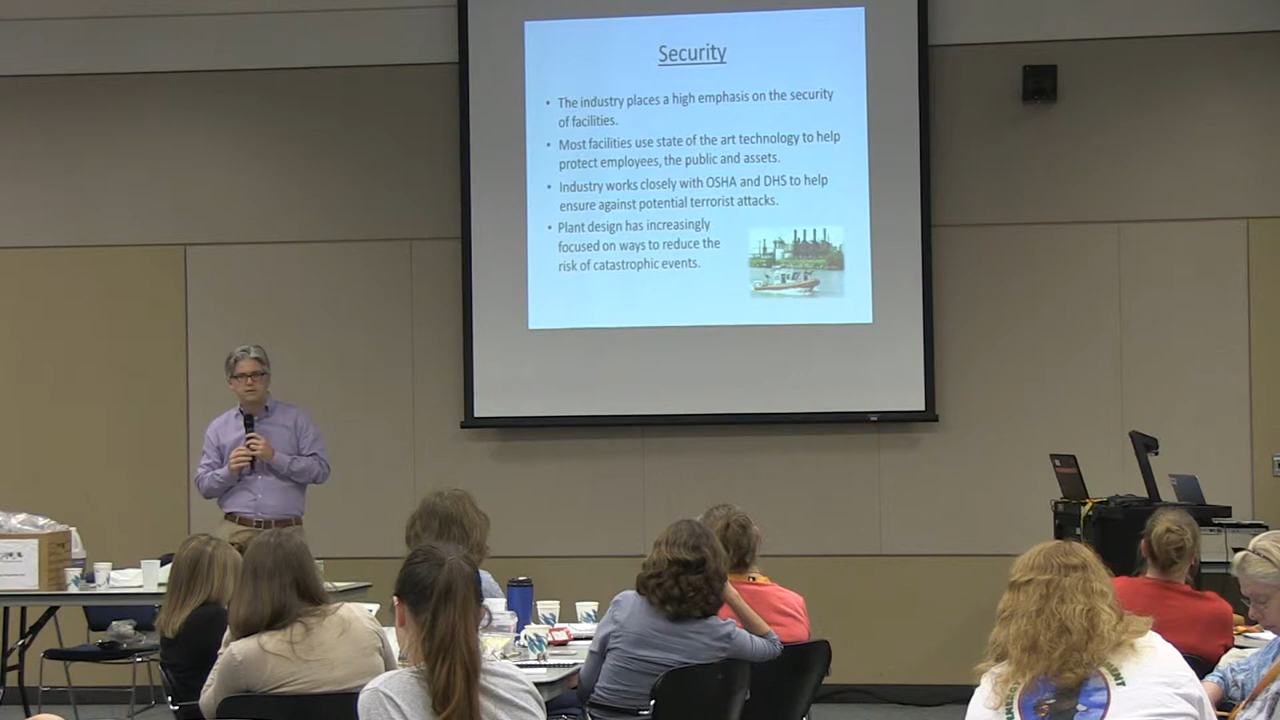 Security
• The industry places a high emphasis on the security
of facilities.
• Most facilities use state of the art technology to help
protect employees, the public and assets.
• Industry works closely with OSHA and DHS to help
ensure against potential terrorist attacks.
• Plant design has increasingly
focused on ways to reduce the
risk of catastrophic events.